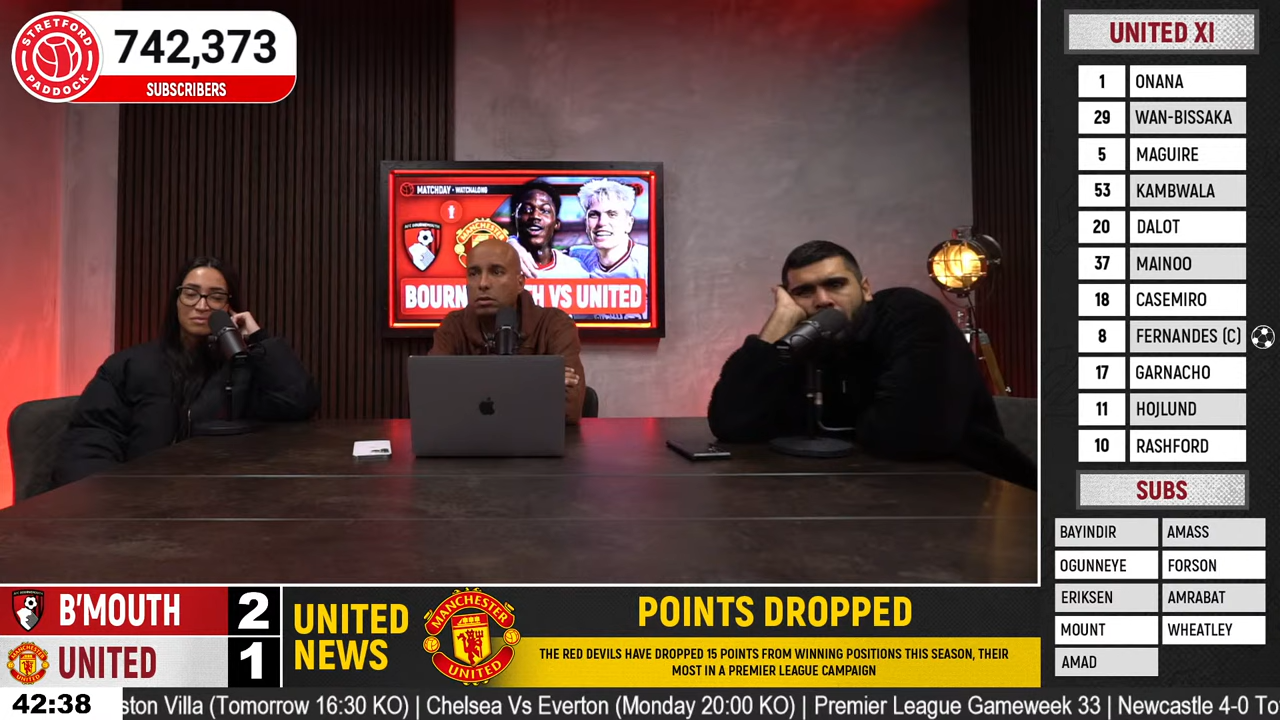 STRETFORD
PADDOCK
742,373
SUBSCRIBERS
MATCHDAY - WATCHALONG
MANCHESTER
BOURN
TH VS UNITED
UNITED XI
1 ONANA
29 WAN-BISSAKA
5 MAGUIRE
53 KAMBWALA
20 DALOT
37 MAINOO
18 CASEMIRO
8 FERNANDES (C)
17 GARNACHO
11 HOJLUND
10 RASHFORD
SUBS
BAYINDIR AMASS
OGUNNEYE FORSON
ERIKSEN AMRABAT
MOUNT WHEATLEY
AMAD
B'MOUTH 2
UNITED 1
UNITED
NEWS
MANCHESTER
UNITED
POINTS DROPPED
THE RED DEVILS HAVE DROPPED 15 POINTS FROM WINNING POSITIONS THIS SEASON, THEIR
MOST IN A PREMIER LEAGUE CAMPAIGN
42:38
ston Villa (Tomorrow 16:30 KO) | Chelsea Vs Everton (Monday 20:00 KO) | Premier League Gameweek 33 | Newcastle 4-0 To